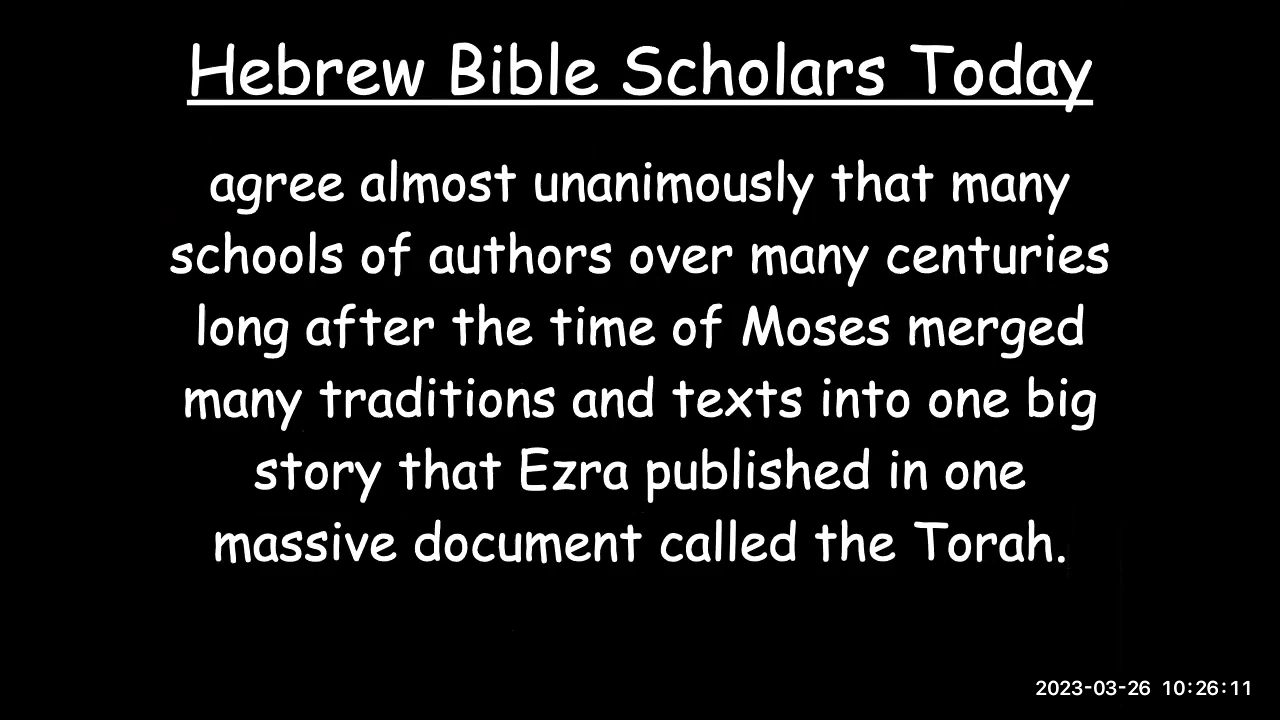 Hebrew Bible Scholars Today
agree almost unanimously that many
schools of authors over many centuries
long after the time of Moses merged
many traditions and texts into one big
story that Ezra published in one
massive document called the Torah.
2023-03-26 10:26:11